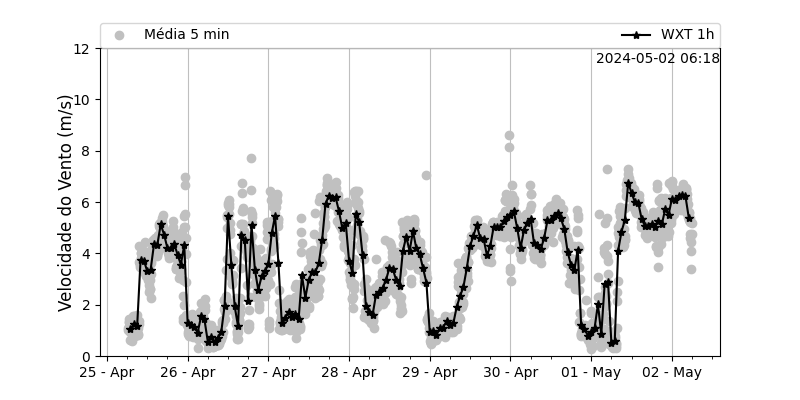 Média 5 min
WXT 1h
2024-05-02 06:18
Velocidade do Vento (m/s)
12
10
8
6
4
2
0
25 - Apr 26 - Apr 27 - Apr 28 - Apr 29 - Apr 30 - Apr 01 - May 02 - May